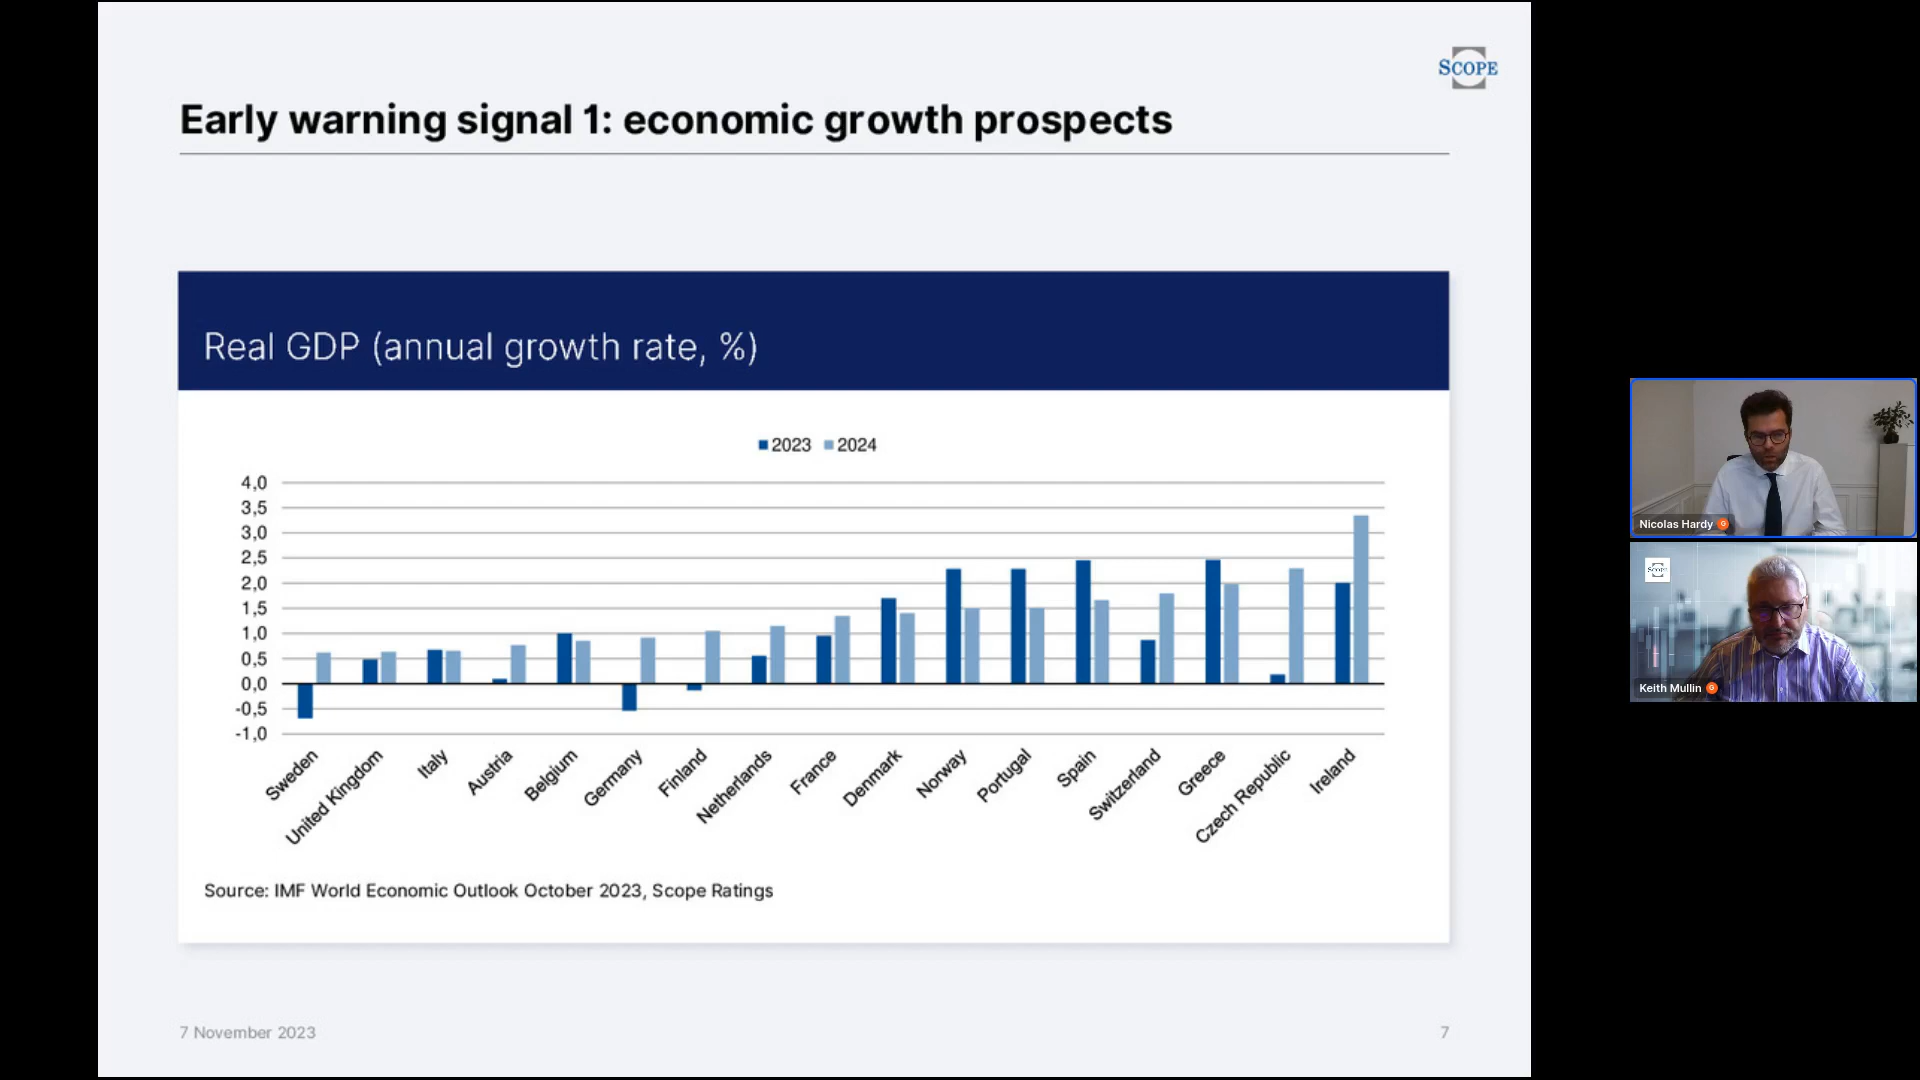 SCOPE
Early warning signal 1: economic growth prospects
Real GDP (annual growth rate, %)
2023 2024
4,0
3,5
3,0
2,5
2,0
1,5
1,0
0,5
0,0
-0,5
-1,0
Sweden
United Kingdom
Italy
Austria
Belgium
Germany
Finland
Netherlands
France
Denmark
Norway
Portugal
Spain
Switzerland
Greece
Czech Republic
Ireland
Source: IMF World Economic Outlook October 2023, Scope Ratings
7 November 2023
7
Nicolas Hardy
SCOPE
Keith Mullin